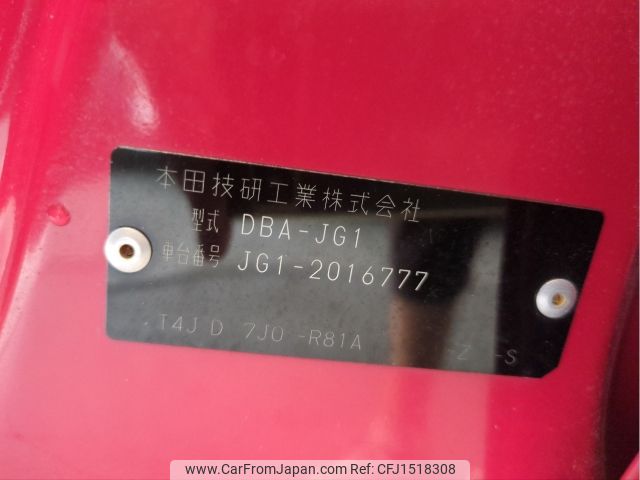 本田技研工業株式会社
型式 DBA-JG1
車台番号 JG1-2016777
T4J D 7J0 -R81A -Z -S
www.CarFromJapan.com CFJ1518308